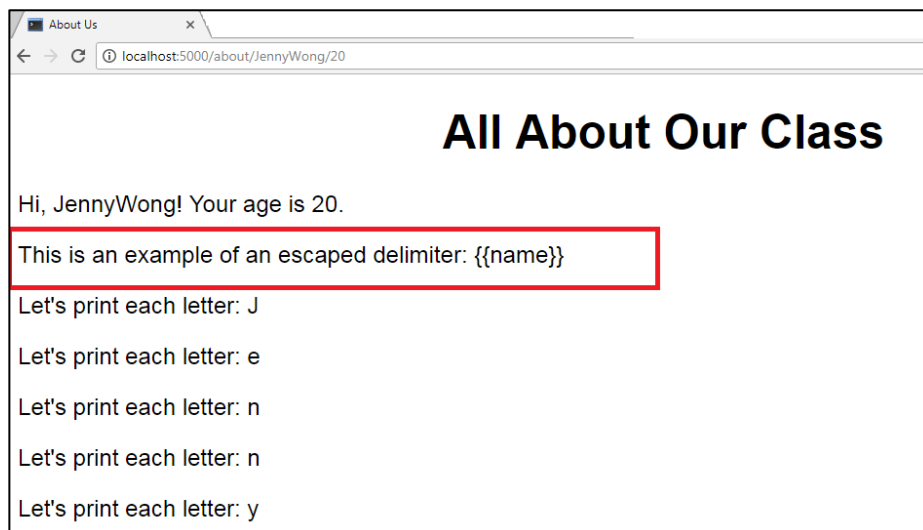 About Us
localhost:5000/about/JennyWong/20
All About Our Class
Hi, JennyWong! Your age is 20.
This is an example of an escaped delimiter: {{name}}
Let's print each letter: J
Let's print each letter: e
Let's print each letter: n
Let's print each letter: n
Let's print each letter: y